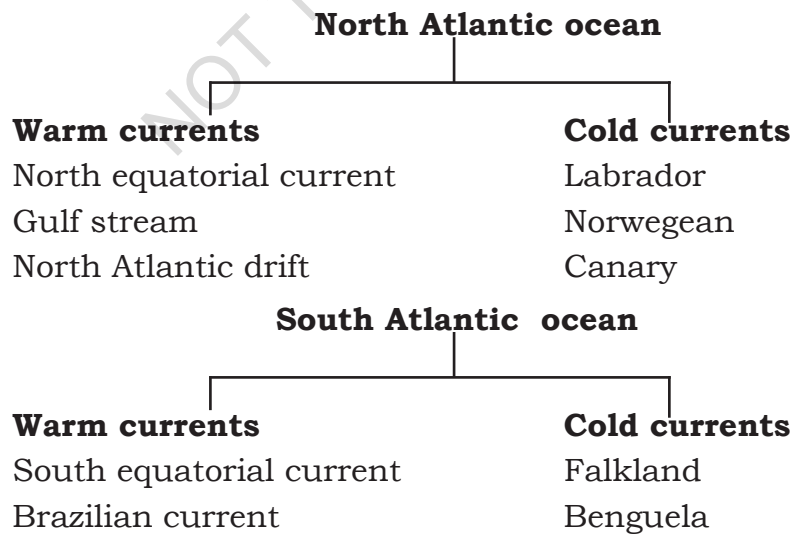 North Atlantic ocean
Warm currents Cold currents
North equatorial current Labrador
Gulf stream Norwegean
North Atlantic drift Canary
South Atlantic ocean
Warm currents Cold currents
South equatorial current Falkland
Brazilian current Benguela
NOT